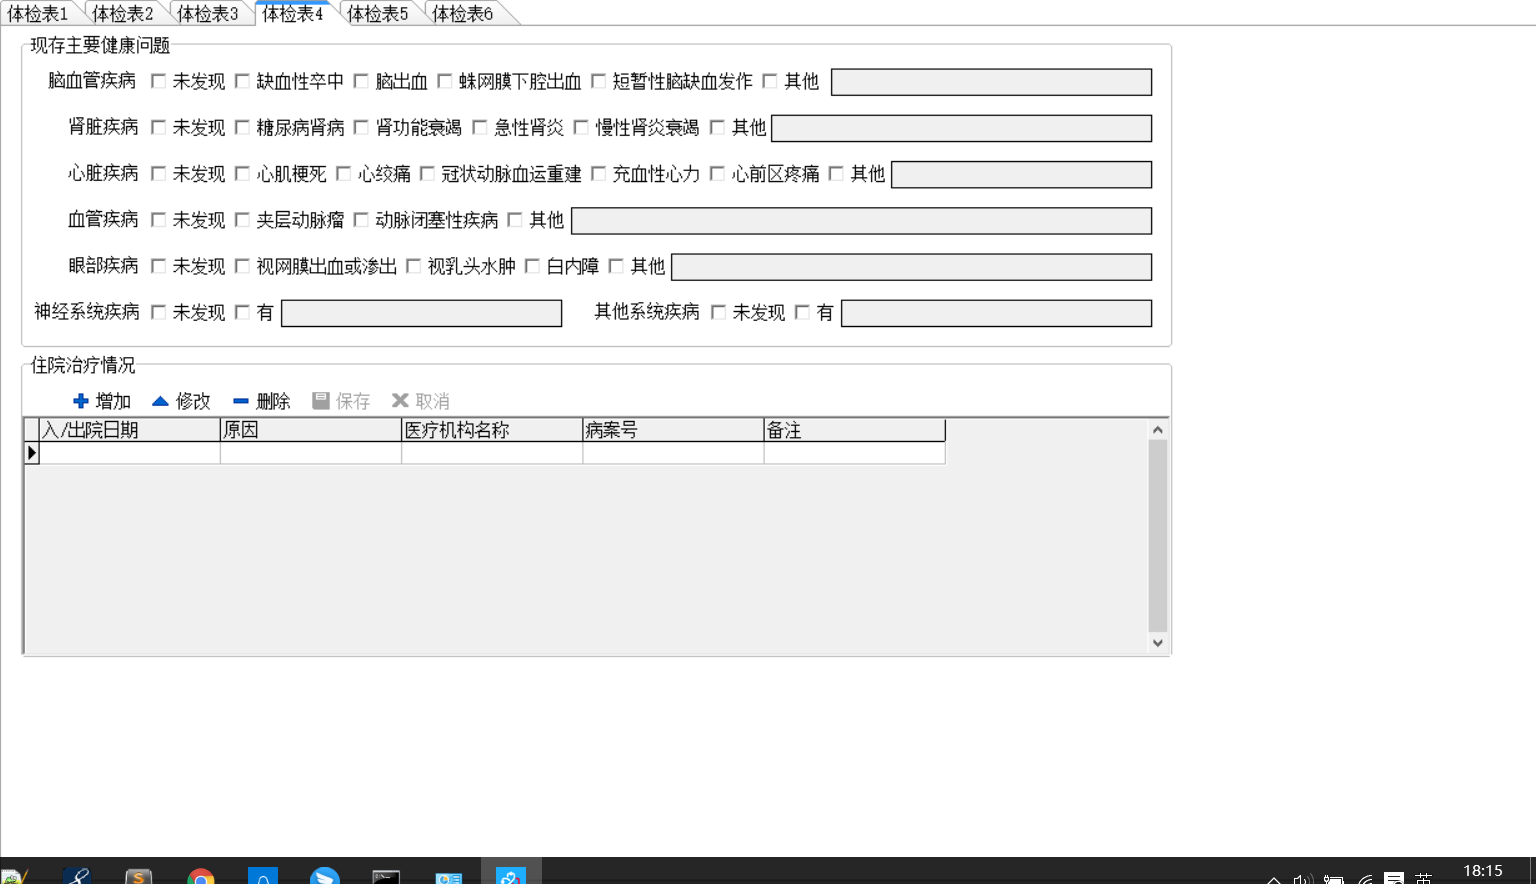 体检表1 体检表2 体检表3 体检表4 体检表5 体检表6
现存主要健康问题
脑血管疾病 未发现 缺血性卒中 脑出血 蛛网膜下腔出血 短暂性脑缺血发作 其他
肾脏疾病 未发现 糖尿病肾病 肾功能衰竭 急性肾炎 慢性肾炎衰竭 其他
心脏疾病 未发现 心肌梗死 心绞痛 冠状动脉血运重建 充血性心力 心前区疼痛 其他
血管疾病 未发现 夹层动脉瘤 动脉闭塞性疾病 其他
眼部疾病 未发现 视网膜出血或渗出 视乳头水肿 白内障 其他
神经系统疾病 未发现 有 其他系统疾病 未发现 有
住院治疗情况
增加 修改 删除 保存 取消
入/出院日期 原因 医疗机构名称 病案号 备注
英 18:15